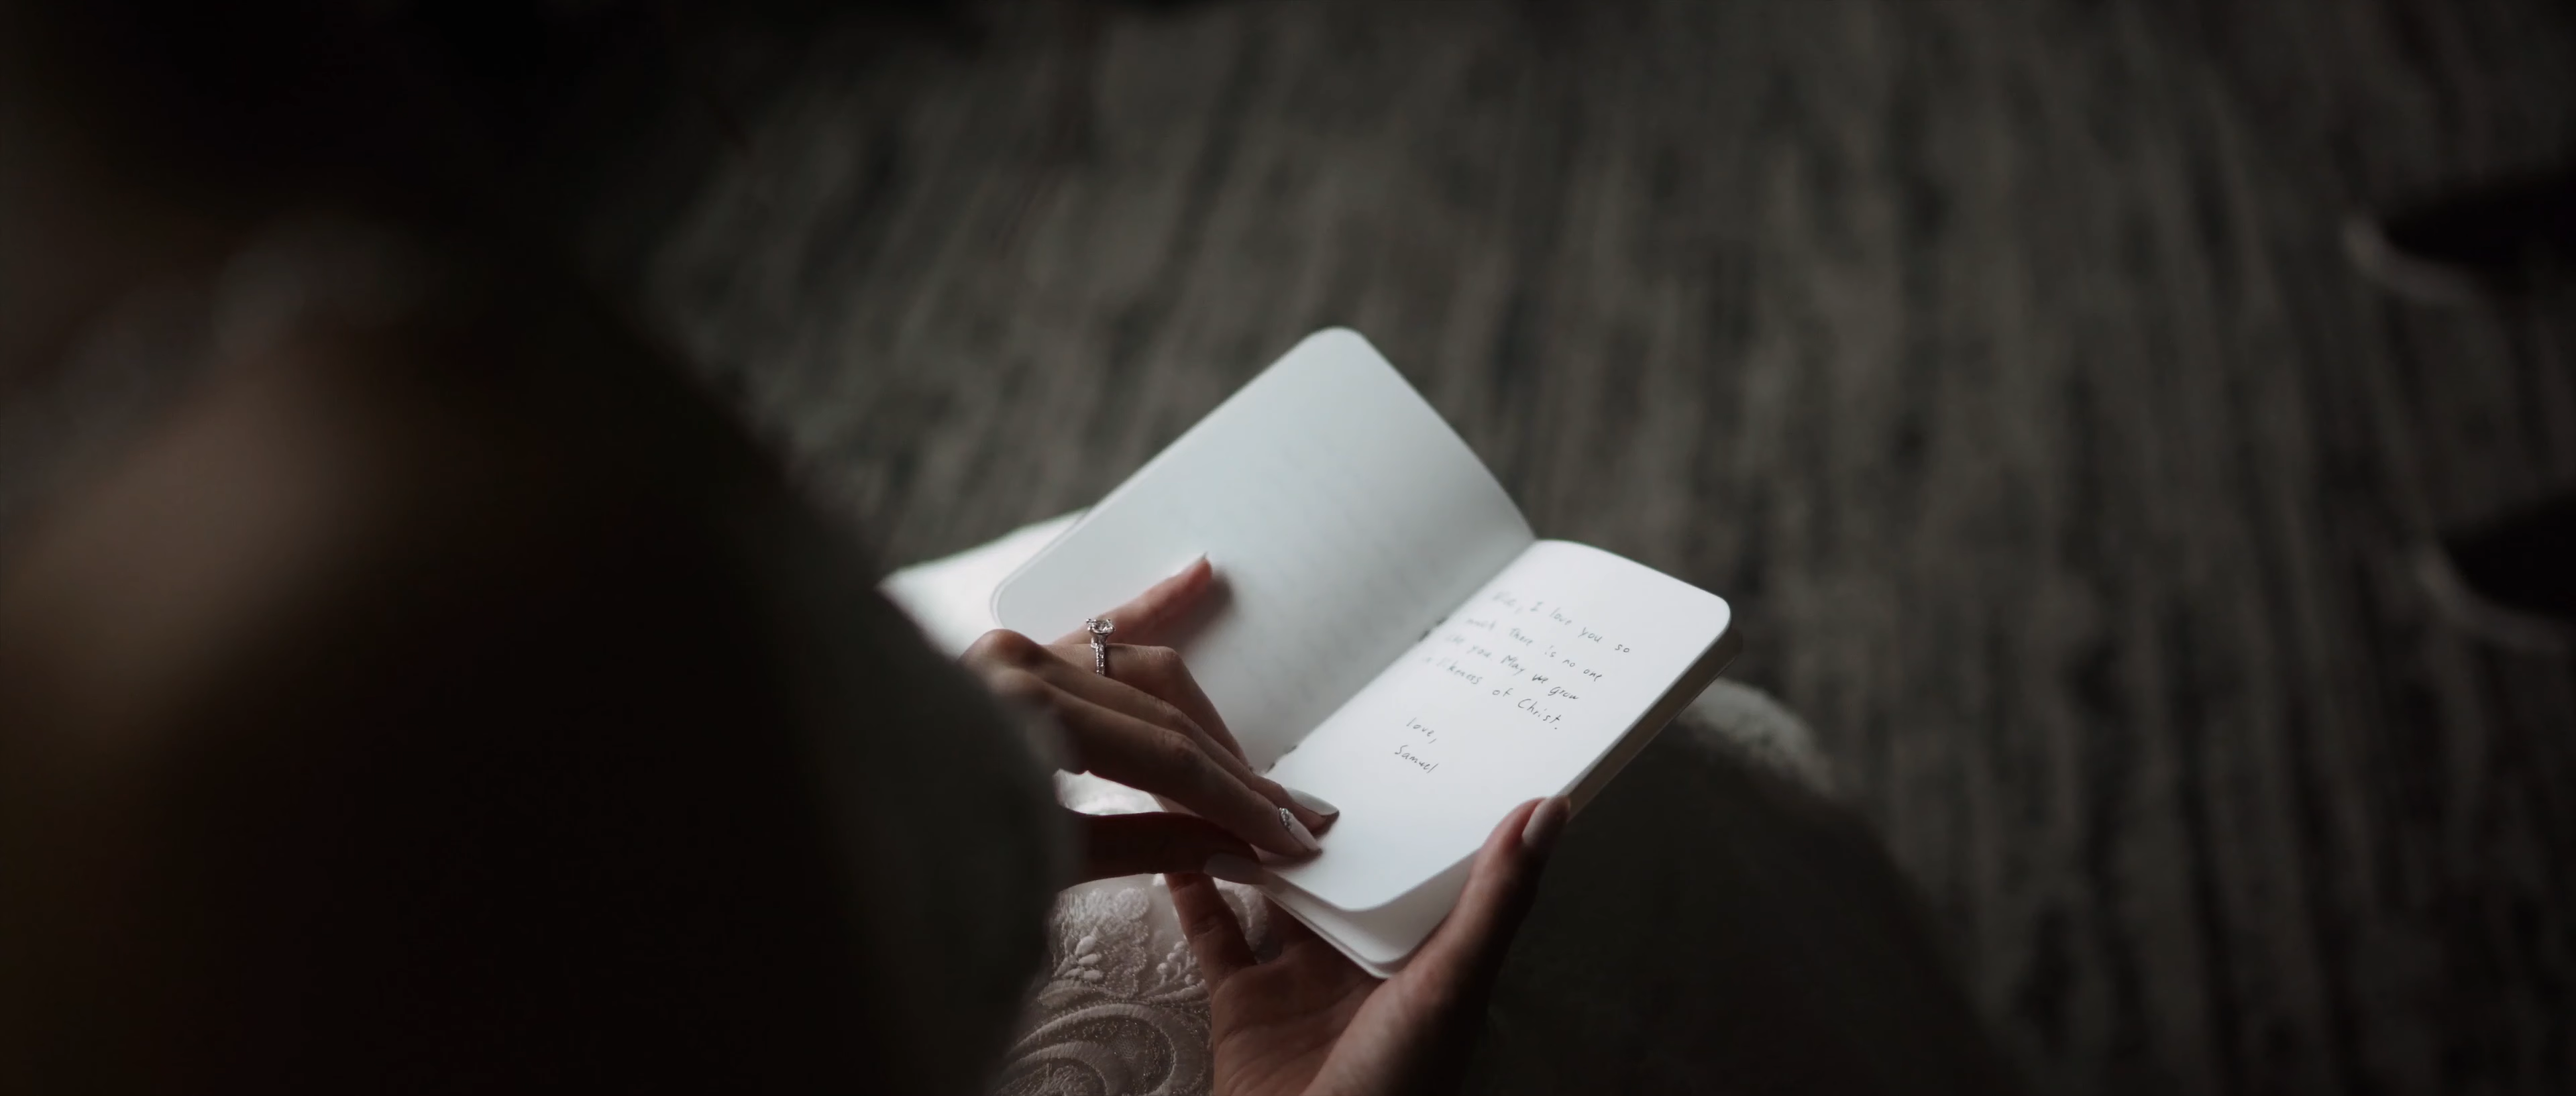 I love you so
much. There is no one
like you May we grow
likeness of Christ.
love,
Samuel